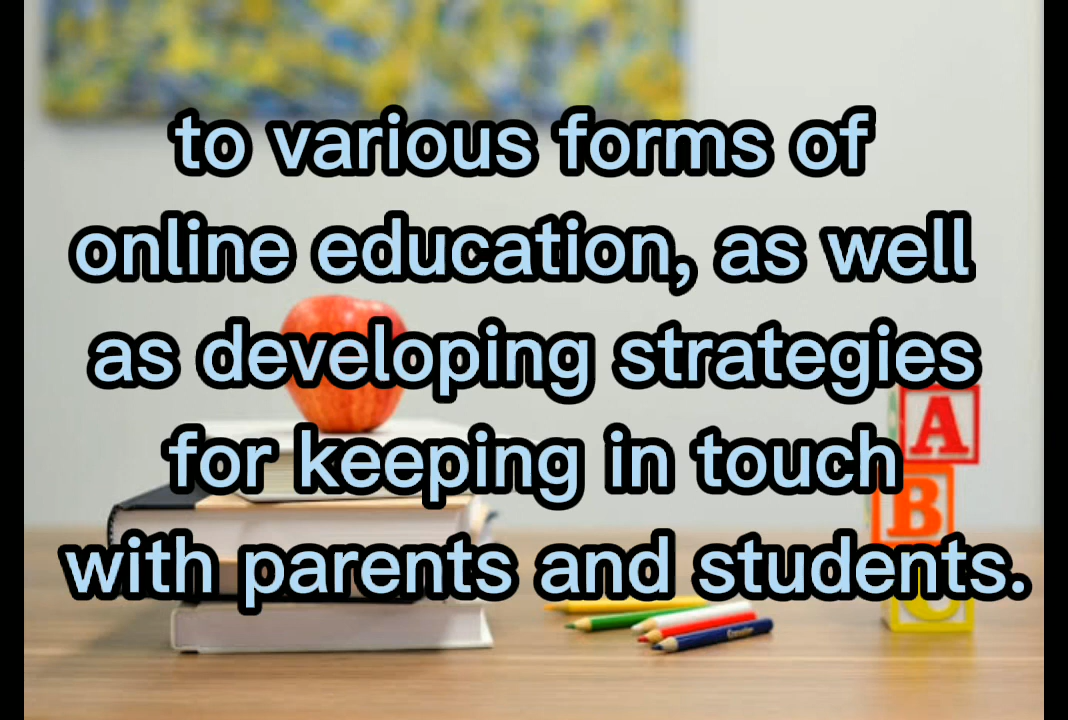 to various forms of
online education, as well
as developing strategies
for keeping in touch
with parents and students.
A
B
C